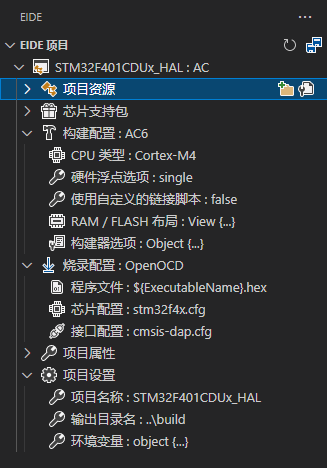 EIDE
EIDE 项目
STM32F401CDUx_HAL : AC
项目资源
芯片支持包
构建配置 : AC6
CPU 类型 : Cortex-M4
硬件浮点选项 : single
使用自定义的链接脚本 : false
RAM / FLASH 布局 : View {...}
构建器选项 : Object {...}
烧录配置 : OpenOCD
程序文件 : ${ExecutableName}.hex
芯片配置 : stm32f4x.cfg
接口配置 : cmsis-dap.cfg
项目属性
项目设置
项目名称 : STM32F401CDUx_HAL
输出目录名 : ..\build
环境变量 : object {...}